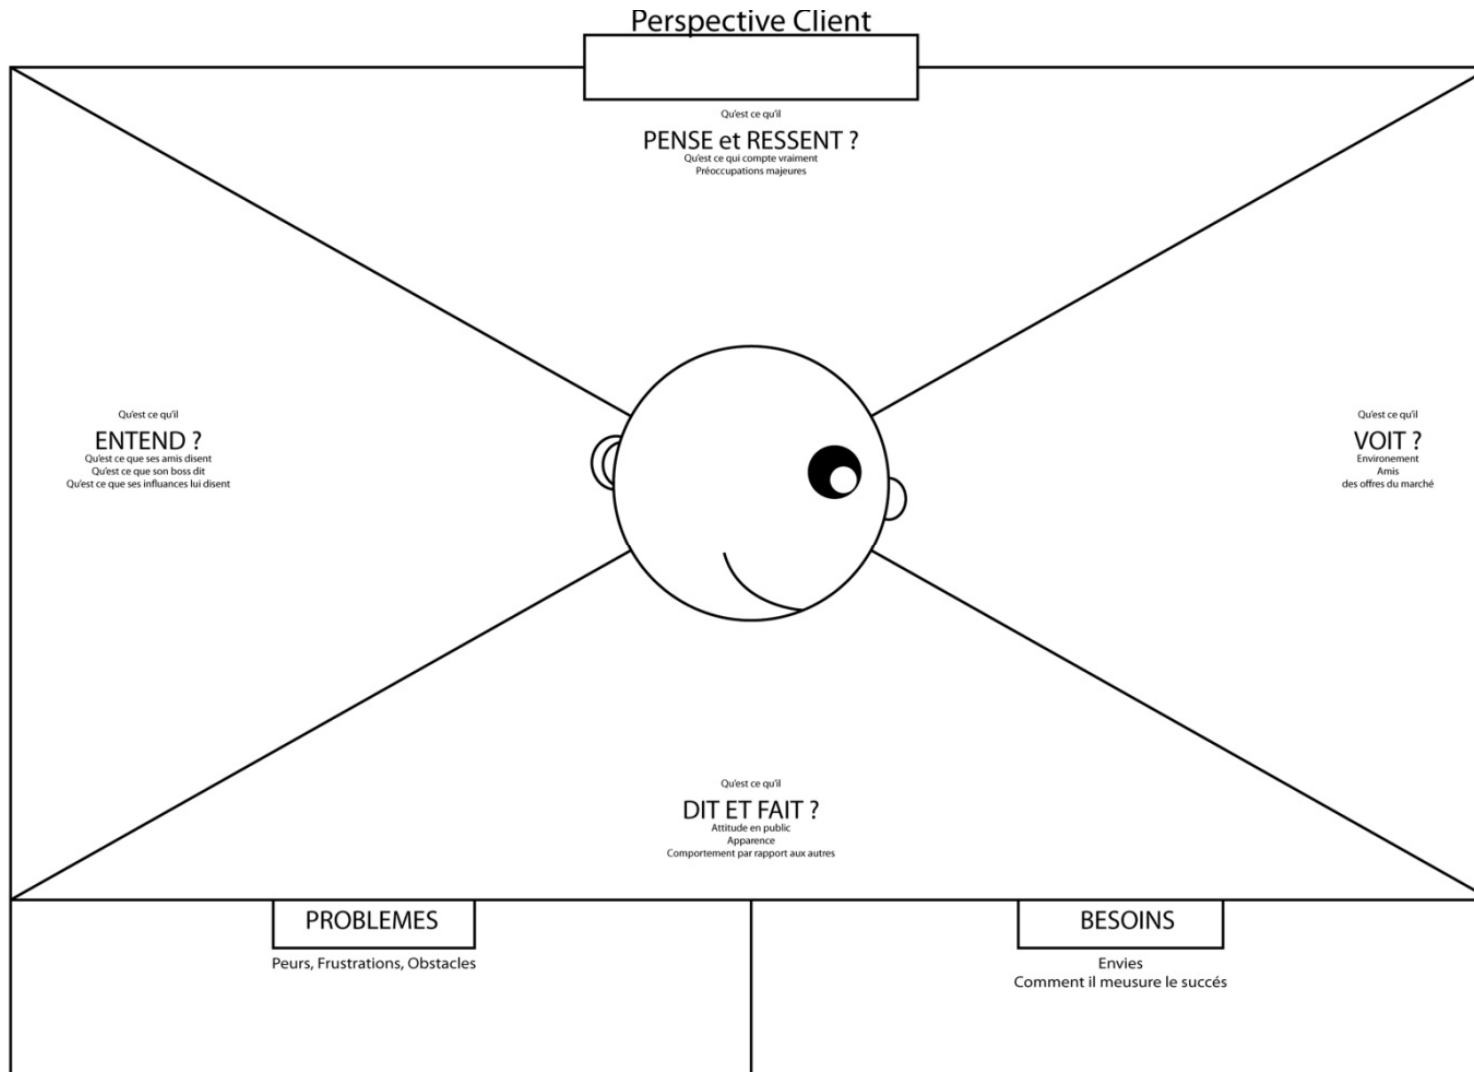 Perspective Client
Qu'est ce qu'il
PENSE et RESSENT ?
Qu'est ce qui compte vraiment
Préoccupations majeures
Qu'est ce qu'il
ENTEND ?
Qu'est ce que ses amis disent
Qu'est ce que son boss dit
Qu'est ce que ses influances lui disent
Qu'est ce qu'il
VOIT ?
Environement
Amis
des offres du marché
Qu'est ce qu'il
DIT ET FAIT ?
Attitude en public
Apparence
Comportement par rapport aux autres
PROBLEMES
Peurs, Frustrations, Obstacles
BESOINS
Envies
Comment il meusure le succés